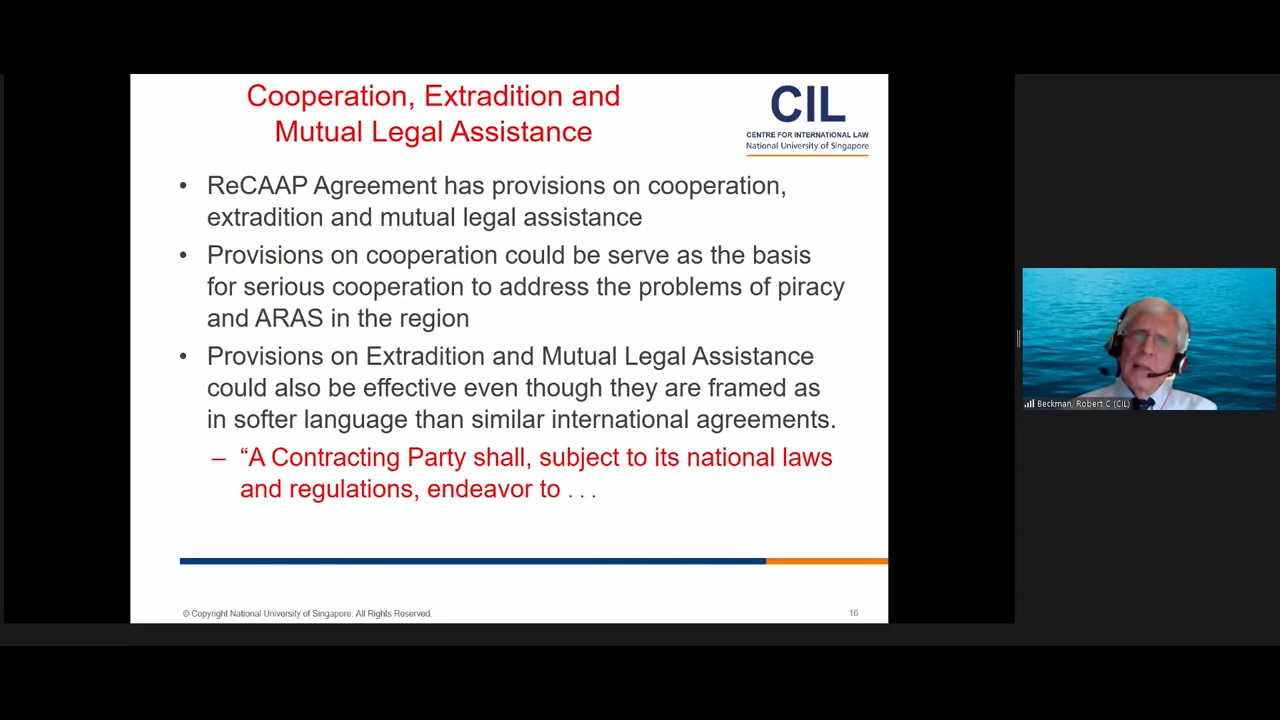 Cooperation, Extradition and
Mutual Legal Assistance
CIL
CENTRE FOR INTERNATIONAL LAW
National University of Singapore
• ReCAAP Agreement has provisions on cooperation,
extradition and mutual legal assistance
• Provisions on cooperation could be serve as the basis
for serious cooperation to address the problems of piracy
and ARAS in the region
• Provisions on Extradition and Mutual Legal Assistance
could also be effective even though they are framed as
in softer language than similar international agreements.
– “A Contracting Party shall, subject to its national laws
and regulations, endeavor to . . .
© Copyright National University of Singapore. All Rights Reserved.
16
Beckman, Robert C (CIL)